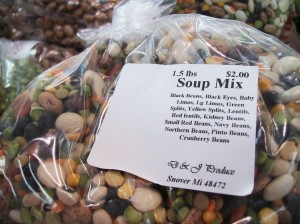 1.5 lbs $2.00
Soup Mix
Black Beans, Black Eyes, Baby
Limas, Lg Limas, Green
Splits, Yellow Splits, Lentils,
Red lentils, Kidney Beans,
Small Red Beans, Navy Beans,
Northern Beans, Pinto Beans,
Cranberry Beans
D & J Produce
Snover Mi 48472